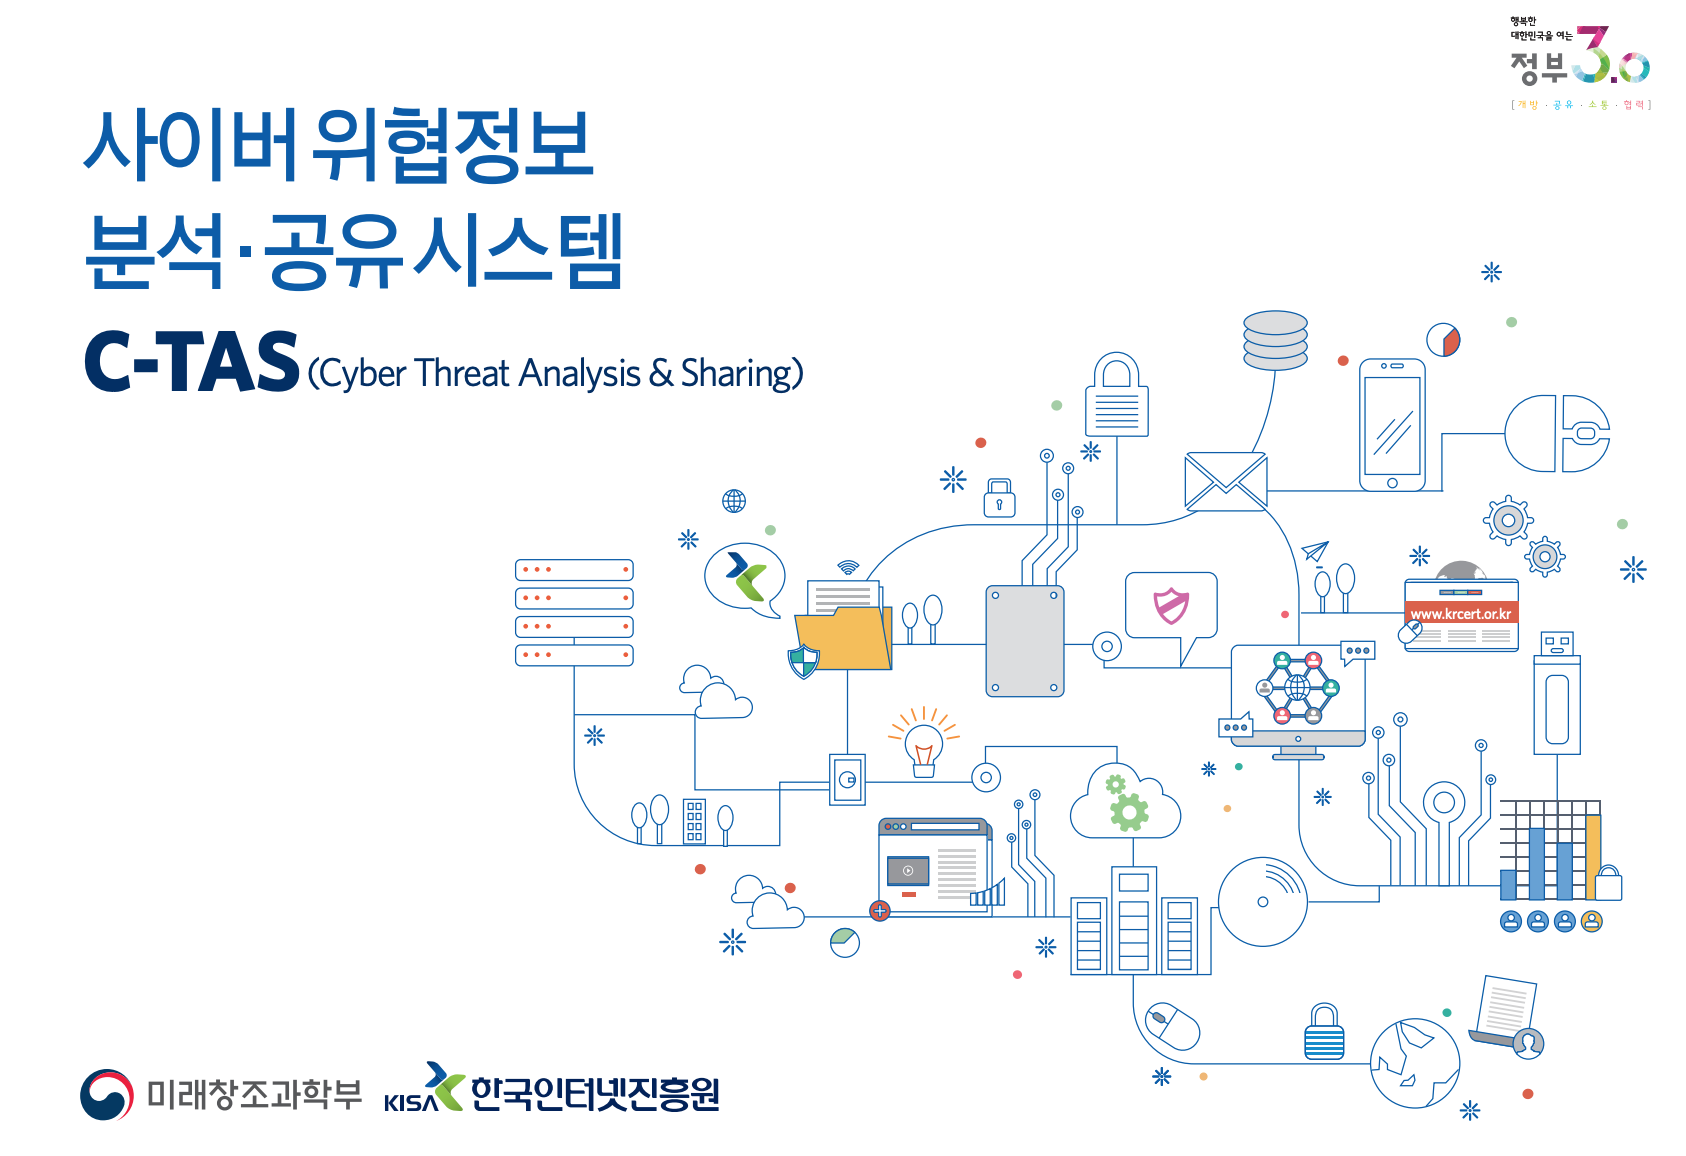 행복한
대한민국을 여는
정부3.0
[개방·공유·소통·협력]
사이버 위협정보
분석·공유 시스템
C-TAS (Cyber Threat Analysis & Sharing)
www.krcert.or.kr
미래창조과학부
KISA 한국인터넷진흥원